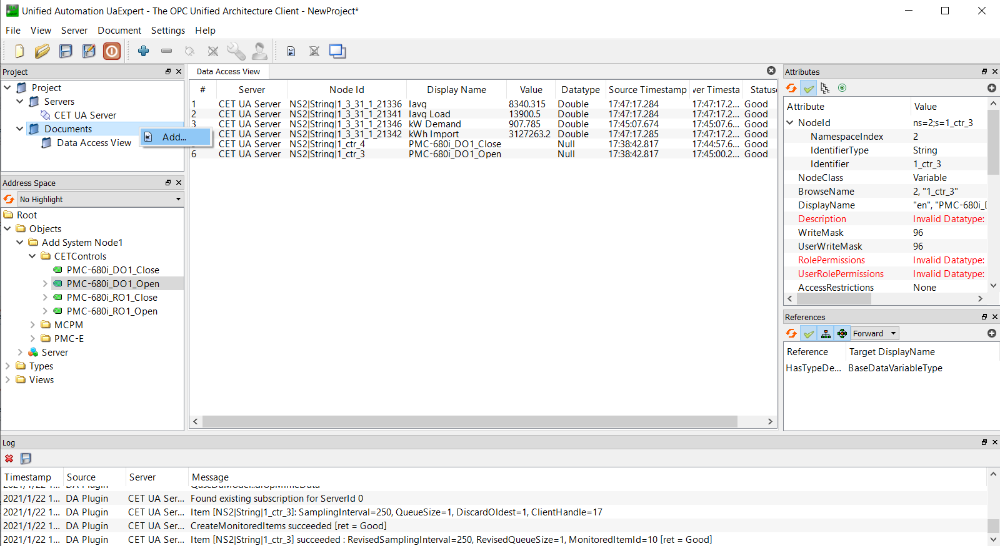 Unified Automation UaExpert - The OPC Unified Architecture Client - NewProject*
File View Server Document Settings Help
Project
Project
Servers
CET UA Server
Documents
Add...
Data Access View
Address Space
No Highlight
Root
Objects
Add System Node1
CETControls
PMC-680i_DO1_Close
PMC-680i_DO1_Open
PMC-680i_RO1_Close
PMC-680i_RO1_Open
MCPM
PMC-E
Server
Types
Views
Data Access View
# Server Node Id Display Name Value Datatype Source Timestamp ver Timesta Status
1 CET UA Server NS2|String|1_3_31_1_21336 Iavg 8340.315 Double 17:47:17.284 17:47:17.2... Good
2 CET UA Server NS2|String|1_3_31_1_21341 Iavg Load 13900.5 Double 17:47:17.284 17:47:17.2... Good
3 CET UA Server NS2|String|1_3_31_1_21346 kW Demand 907.785 Double 17:45:07.674 17:45:07.6... Good
CET UA Server NS2|String|1_3_31_1_21342 kWh Import 3127263.2 Double 17:47:17.285 17:47:17.2... Good
CET UA Server NS2|String|1_ctr_4 PMC-680i_DO1_Close Null 17:38:42.817 17:44:57.6... Good
6 CET UA Server NS2|String|1_ctr_3 PMC-680i_DO1_Open Null 17:38:42.817 17:45:00.2... Good
Attributes
Attribute Value
NodeId ns=2;s=1_ctr_3
NamespaceIndex 2
IdentifierType String
Identifier 1_ctr_3
NodeClass Variable
BrowseName 2, "1_ctr_3"
DisplayName "en", "PMC-680i_D
Description Invalid Datatype:
WriteMask 96
UserWriteMask 96
RolePermissions Invalid Datatype:
UserRolePermissions Invalid Datatype:
AccessRestrictions None
References
Forward
Reference Target DisplayName
HasTypeDe... BaseDataVariableType
Log
Timestamp Source Server Message
2021/1/22 1... DA Plugin CET UA Ser... QaseDaModel::dropMimeData
2021/1/22 1... DA Plugin CET UA Ser... Found existing subscription for ServerId 0
2021/1/22 1... DA Plugin CET UA Ser... Item [NS2|String|1_ctr_3]: SamplingInterval=250, QueueSize=1, DiscardOldest=1, ClientHandle=17
2021/1/22 1... DA Plugin CET UA Ser... CreateMonitoredItems succeeded [ret = Good]
2021/1/22 1... DA Plugin CET UA Ser... Item [NS2|String|1_ctr_3] succeeded : RevisedSamplingInterval=250, RevisedQueueSize=1, MonitoredItemId=10 [ret = Good]